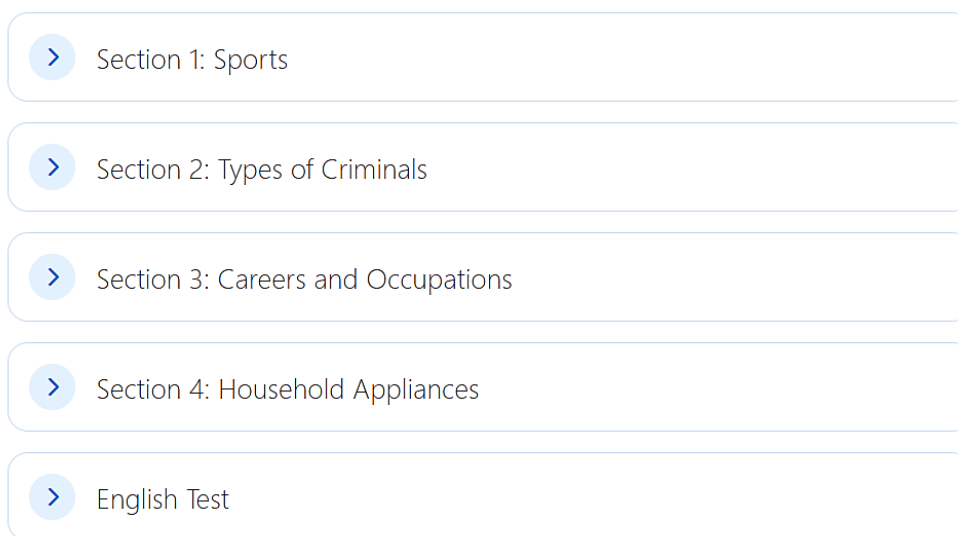 Section 1: Sports
Section 2: Types of Criminals
Section 3: Careers and Occupations
Section 4: Household Appliances
English Test